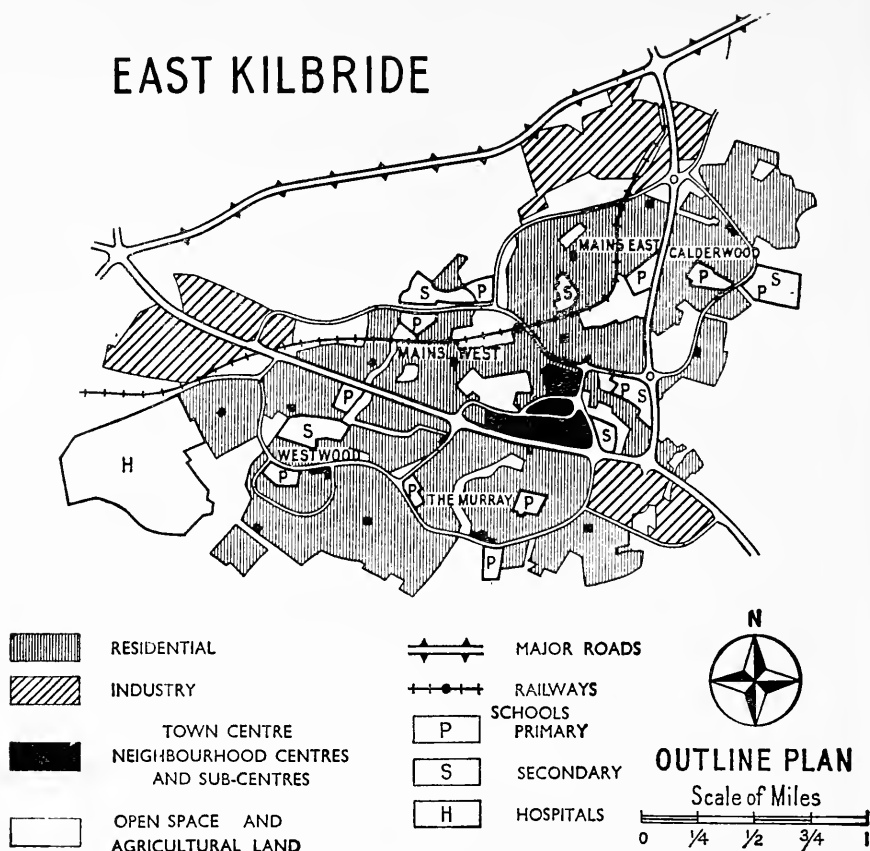 EAST KILBRIDE
MAINS EAST
CALDERWOOD
S
P
S
P
P
P
S
P
MAINS WEST
P
S
P
S
S
H
WESTWOOD
P
P
THE MURRAY
P
P
RESIDENTIAL
INDUSTRY
TOWN CENTRE
NEIGHBOURHOOD CENTRES
AND SUB-CENTRES
OPEN SPACE AND
AGRICULTURAL LAND
MAJOR ROADS
RAILWAYS
SCHOOLS
P PRIMARY
S SECONDARY
H HOSPITALS
N
OUTLINE PLAN
Scale of Miles
0 1/4 1/2 3/4 1